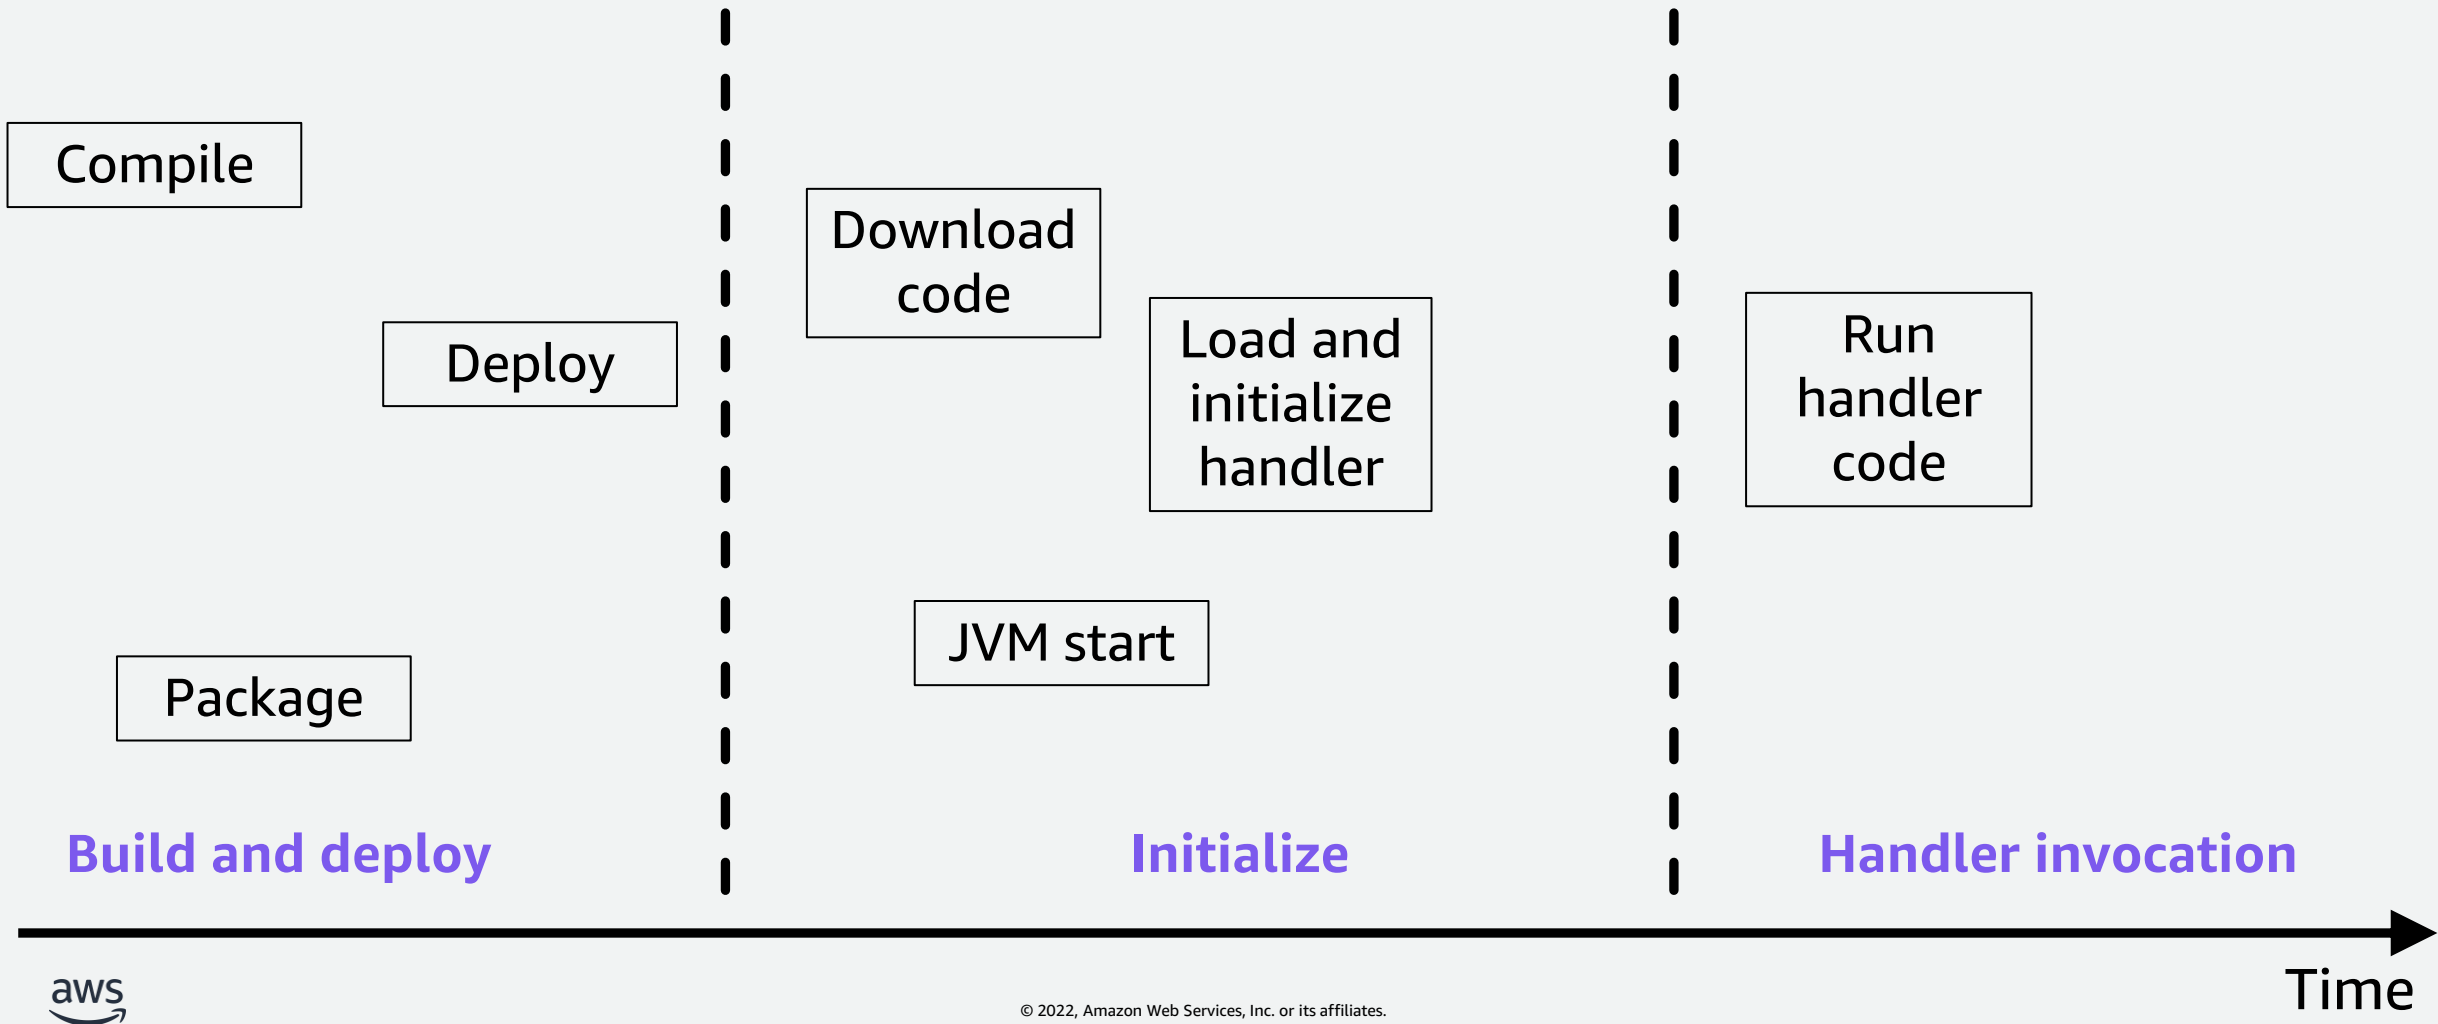 Compile
Deploy
Package
Build and deploy
Download
code
Load and
initialize
handler
JVM start
Initialize
Run
handler
code
Handler invocation
Time
aws
© 2022, Amazon Web Services, Inc. or its affiliates.